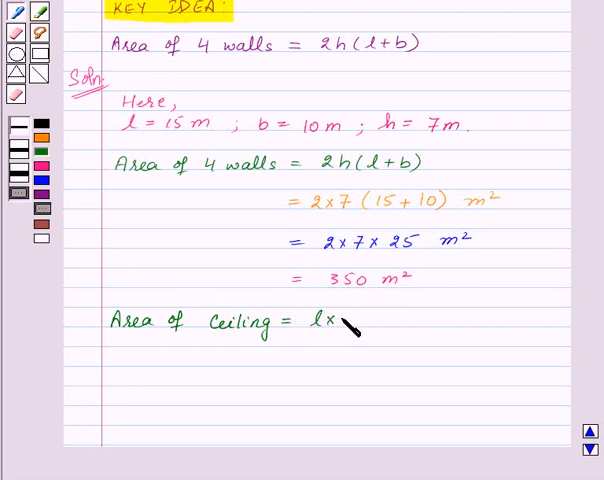 KEY IDEA:
Area of 4 walls = 2h(l+b)
Soln
Here,
l = 15 m ; b = 10 m ; h = 7 m.
Area of 4 walls = 2h(l+b)
= 2×7 (15+10) m²
= 2×7×25 m²
= 350 m²
Area of Ceiling = l×